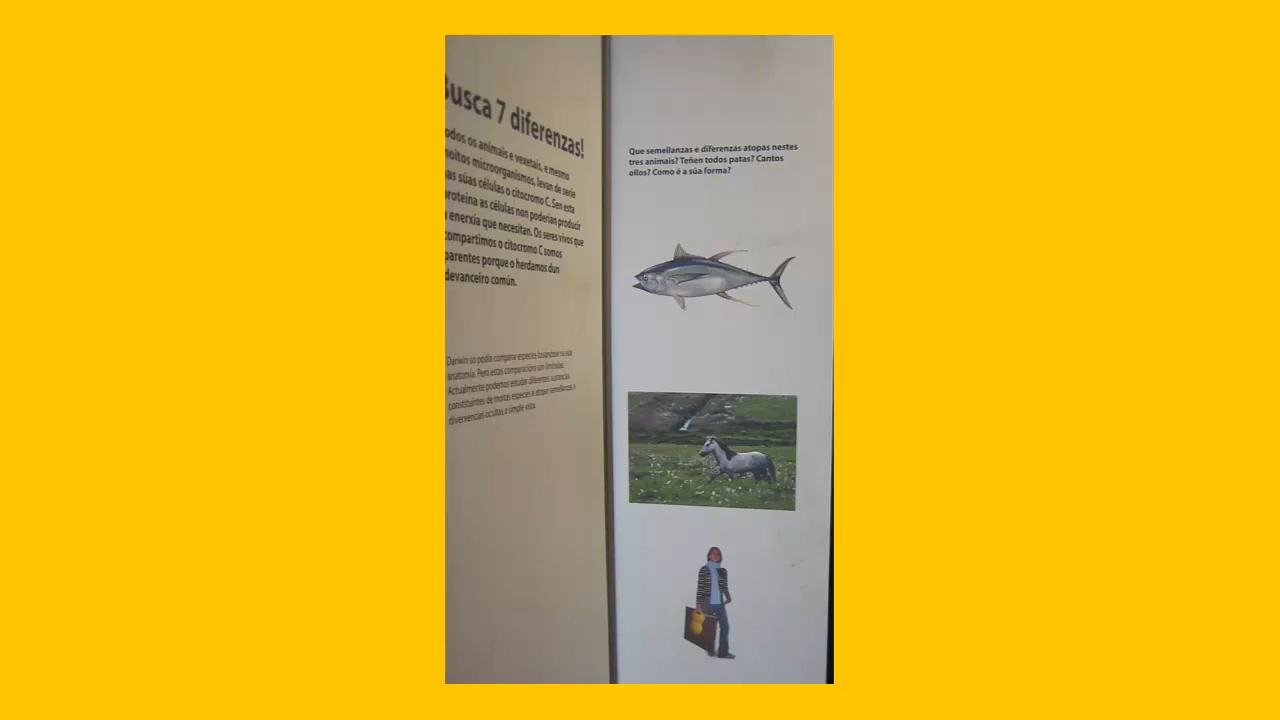 Busca 7 diferenzas!
odos os animais e vexetais, e mesmo
moitos microorganismos, levan de serie
nas súas células o citocromo C. Sen esta
proteína as células non poderían producir
a enerxía que necesitan. Os seres vivos que
compartimos o citocromo C somos
parentes porque o herdamos dun
devanceiro común.
Darwin so podía comparar especies baseándose na súa
anatomía. Pero estas comparacións son limitadas.
Actualmente podemos estudar diferentes sustancias
constituíntes de moitas especies e atopar semellanzas e
diverxencias ocultas a simple vista.
Que semellanzas e diferenzas atopas nestes
tres animais? Teñen todos patas? Cantos
ollos? Como é a súa forma?